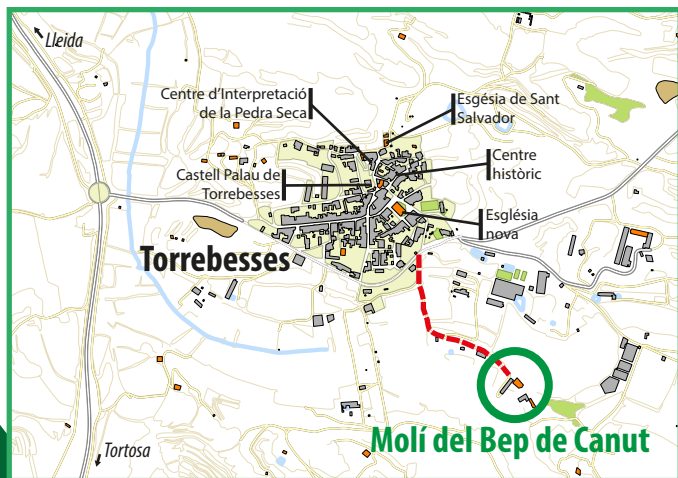 Lleida
Centre d'Interpretació
de la Pedra Seca
Esgésia de Sant
Salvador
Castell Palau de
Torrebesses
Centre
històric
Església
nova
Torrebesses
Molí del Bep de Canut
Tortosa